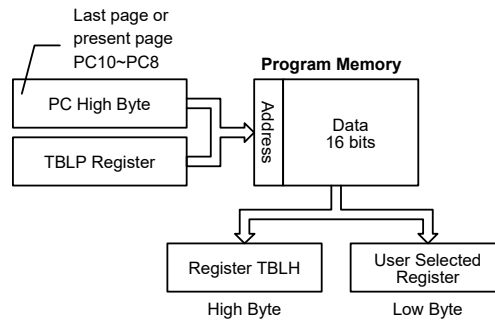 Last page or
present page
PC10~PC8
Program Memory
PC High Byte
TBLP Register
Address
Data
16 bits
Register TBLH
User Selected
Register
High Byte
Low Byte